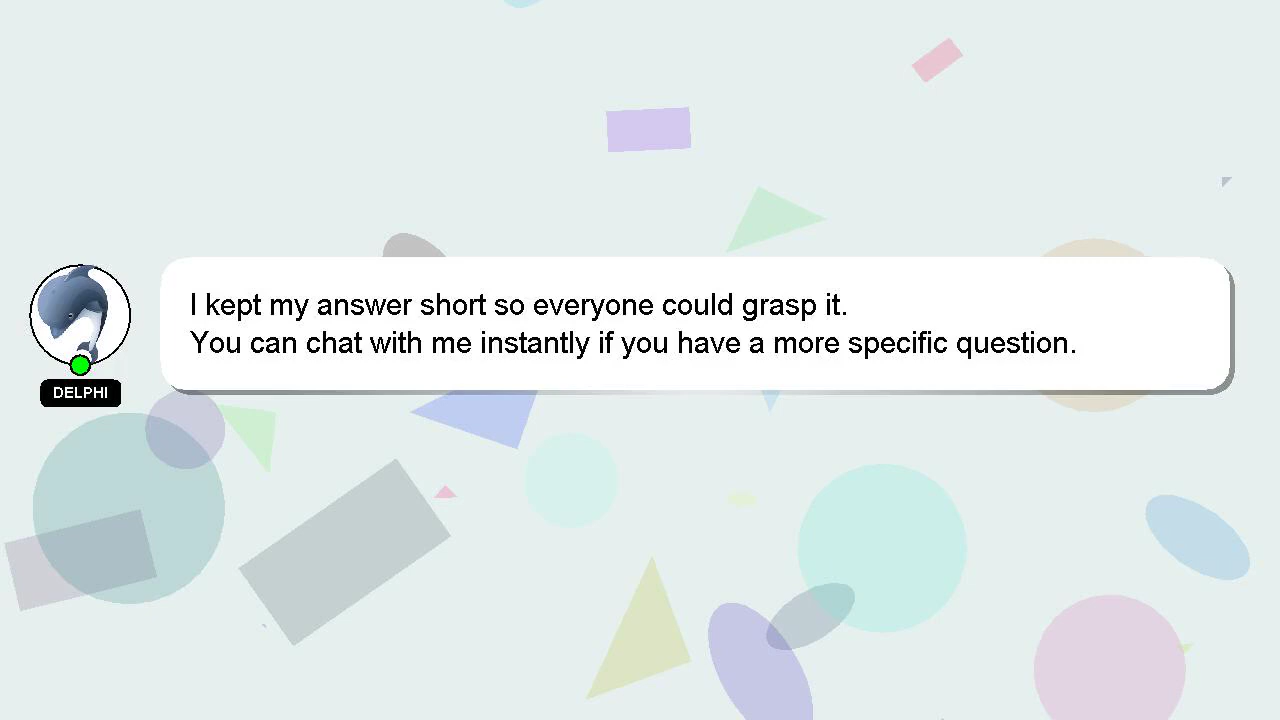 I kept my answer short so everyone could grasp it.
You can chat with me instantly if you have a more specific question.
DELPHI